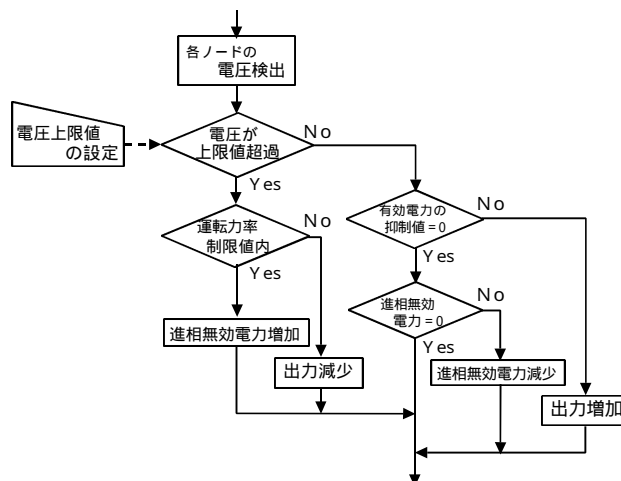 各ノードの
電圧検出
電圧上限値
の設定
電圧が
上限値超過
No
Yes
運転力率
制限値内
No
Yes
有効電力の
抑制値=0
No
Yes
進相無効
電力=0
No
Yes
進相無効電力増加
出力減少
進相無効電力減少
出力増加